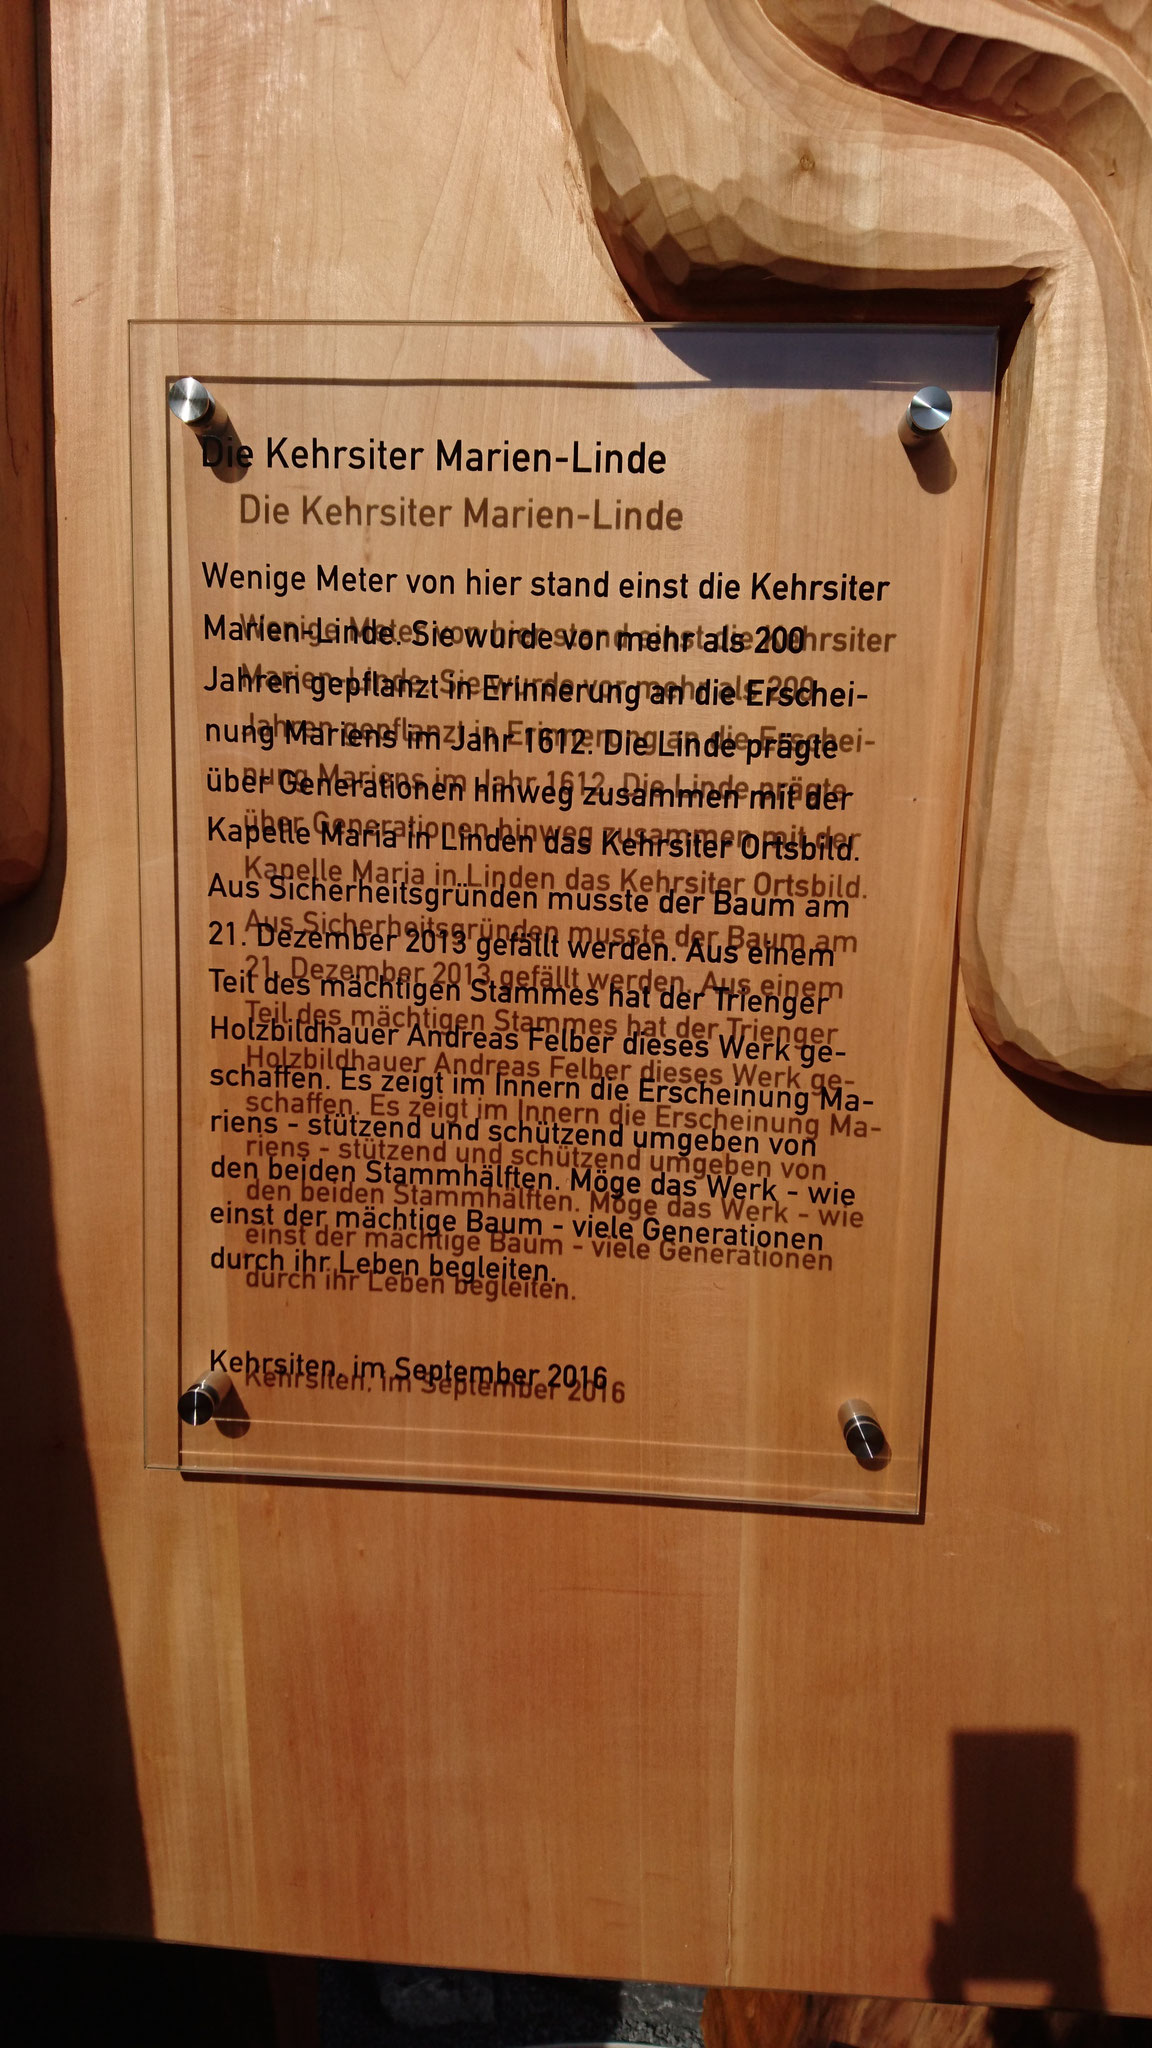 Die Kehrsiter Marien-Linde
Wenige Meter von hier stand einst die Kehrsiter
Marien-Linde. Sie wurde vor mehr als 200
Jahren gepflanzt in Erinnerung an die Erschei-
nung Mariens im Jahr 1612. Die Linde prägte
über Generationen hinweg zusammen mit der
Kapelle Maria in Linden das Kehrsiter Ortsbild.
Aus Sicherheitsgründen musste der Baum am
21. Dezember 2013 gefällt werden. Aus einem
Teil des mächtigen Stammes hat der Trienger
Holzbildhauer Andreas Felber dieses Werk ge-
schaffen. Es zeigt im Innern die Erscheinung Ma-
riens - stützend und schützend umgeben von
den beiden Stammhälften. Möge das Werk - wie
einst der mächtige Baum - viele Generationen
durch ihr Leben begleiten.
Kehrsiten, im September 2016